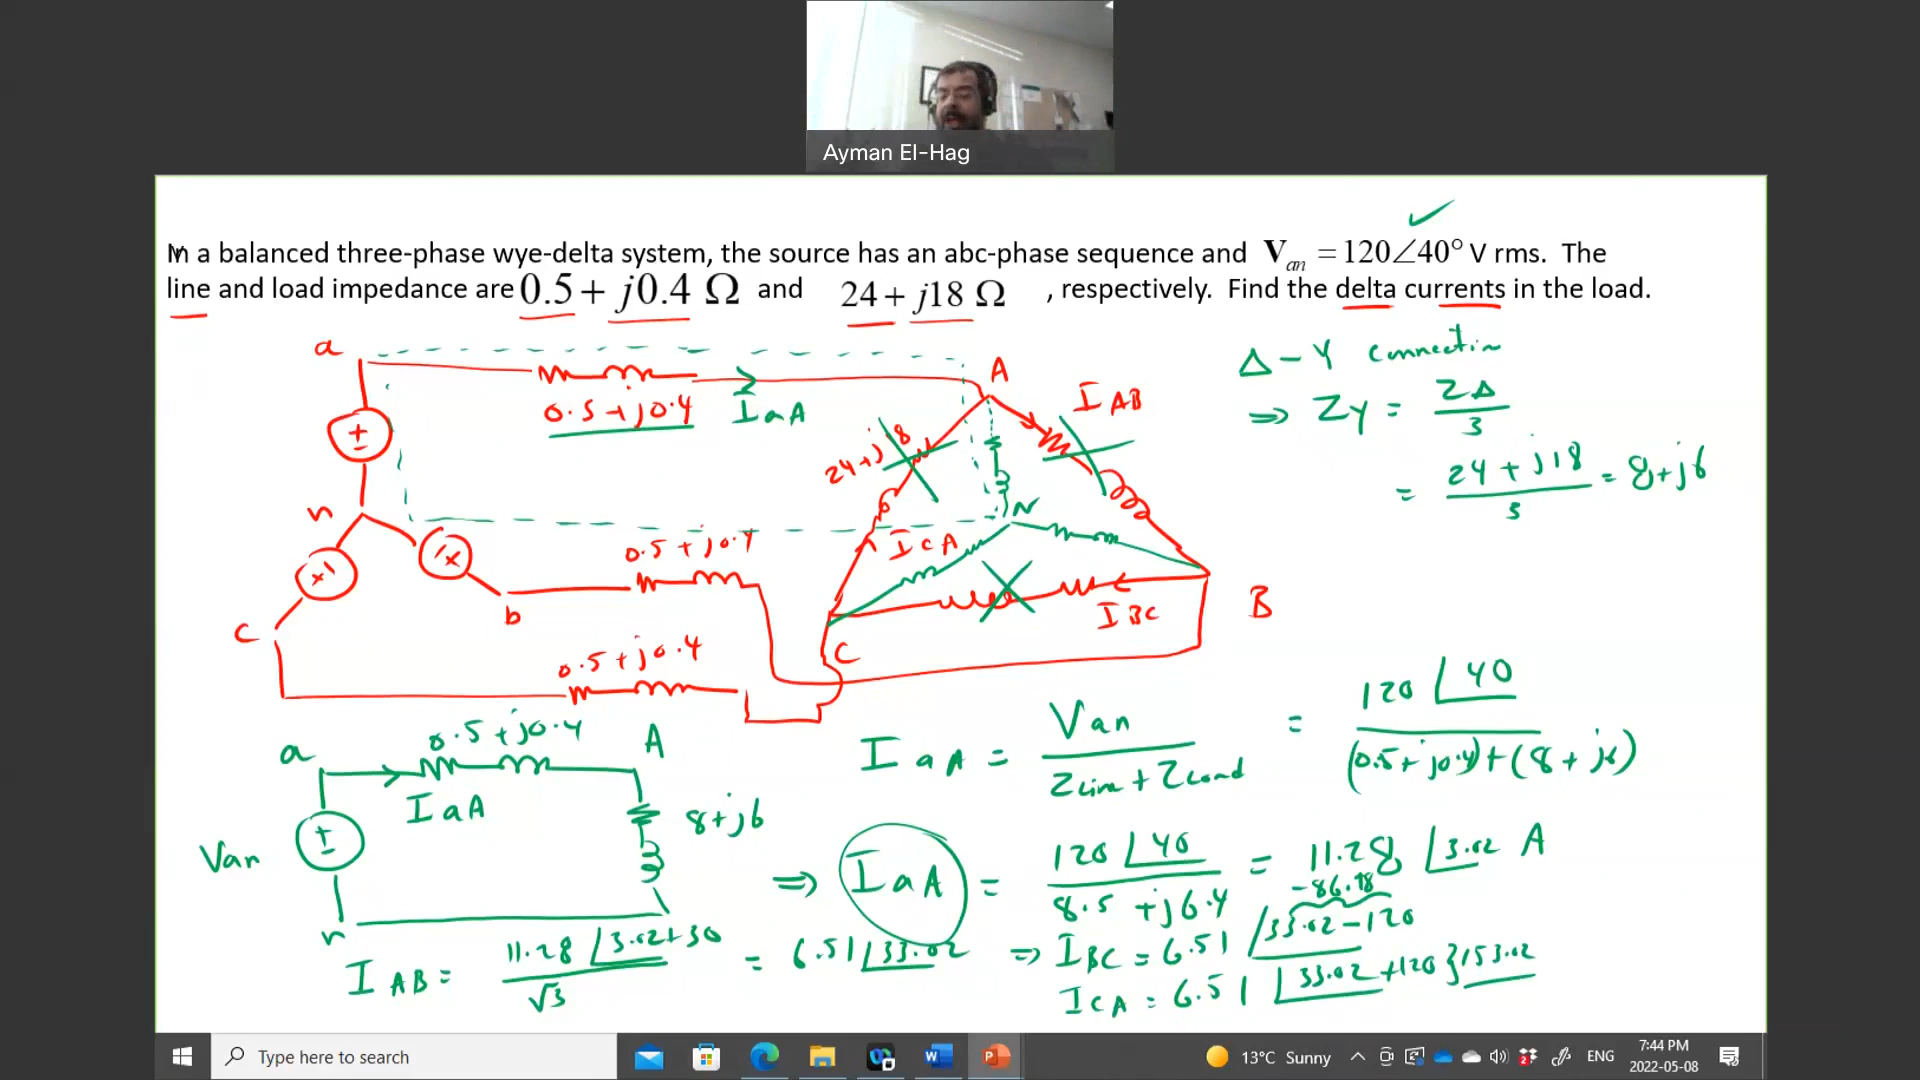 Ayman El-Hag
In a balanced three-phase wye-delta system, the source has an abc-phase sequence and Van = 120∠40° V rms. The
line and load impedance are 0.5 + j0.4 Ω and 24 + j18 Ω , respectively. Find the delta currents in the load.
Δ - Y connection
⇒ ZY = ZΔ / 3
= 24 + j18 / 3 = 8 + j6
a
0.5 + j0.4
IaA
A
IAB
24 + j18
n
N
ICA
0.5 + j0.4
b
IBC
B
c
C
0.5 + j0.4
a
0.5 + j0.4
A
IaA
8 + j6
Van
n
IaA = Van / Zline + Zload = 120∠40 / (0.5 + j0.4) + (8 + j6)
⇒ IaA = 120∠40 / 8.5 + j6.4 = 11.28∠3.02 A
IAB = 11.28∠3.02+30 / √3 = 6.51∠33.02
-86.98
⇒ IBC = 6.51∠33.02-120
ICA = 6.51∠33.02+120 } 153.02
Type here to search
13°C Sunny
ENG
7:44 PM
2022-05-08